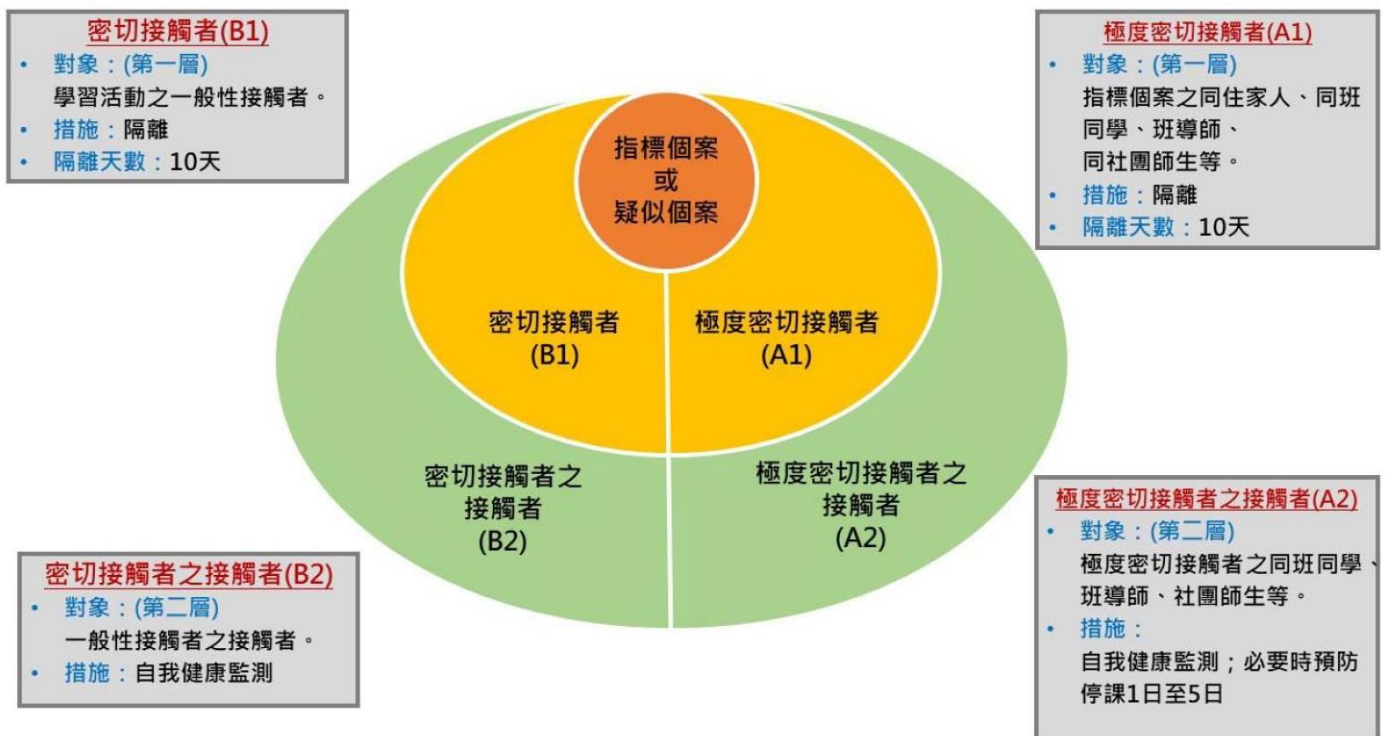 密切接觸者(B1)
• 對象：(第一層)
學習活動之一般性接觸者。
• 措施：隔離
• 隔離天數：10天
極度密切接觸者(A1)
• 對象：(第一層)
指標個案之同住家人、同班
同學、班導師、
同社團師生等。
• 措施：隔離
• 隔離天數：10天
指標個案
或
疑似個案
密切接觸者
(B1)
極度密切接觸者
(A1)
密切接觸者之
接觸者
(B2)
極度密切接觸者之
接觸者
(A2)
密切接觸者之接觸者(B2)
• 對象：(第二層)
一般性接觸者之接觸者。
• 措施：自我健康監測
極度密切接觸者之接觸者(A2)
• 對象：(第二層)
極度密切接觸者之同班同學、
班導師、社團師生等。
• 措施：
自我健康監測；必要時預防
停課1日至5日